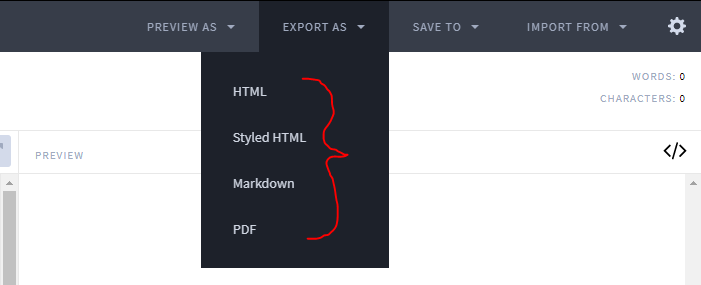 PREVIEW AS EXPORT AS SAVE TO IMPORT FROM
WORDS: 0
CHARACTERS: 0
HTML
Styled HTML
PREVIEW
Markdown
PDF